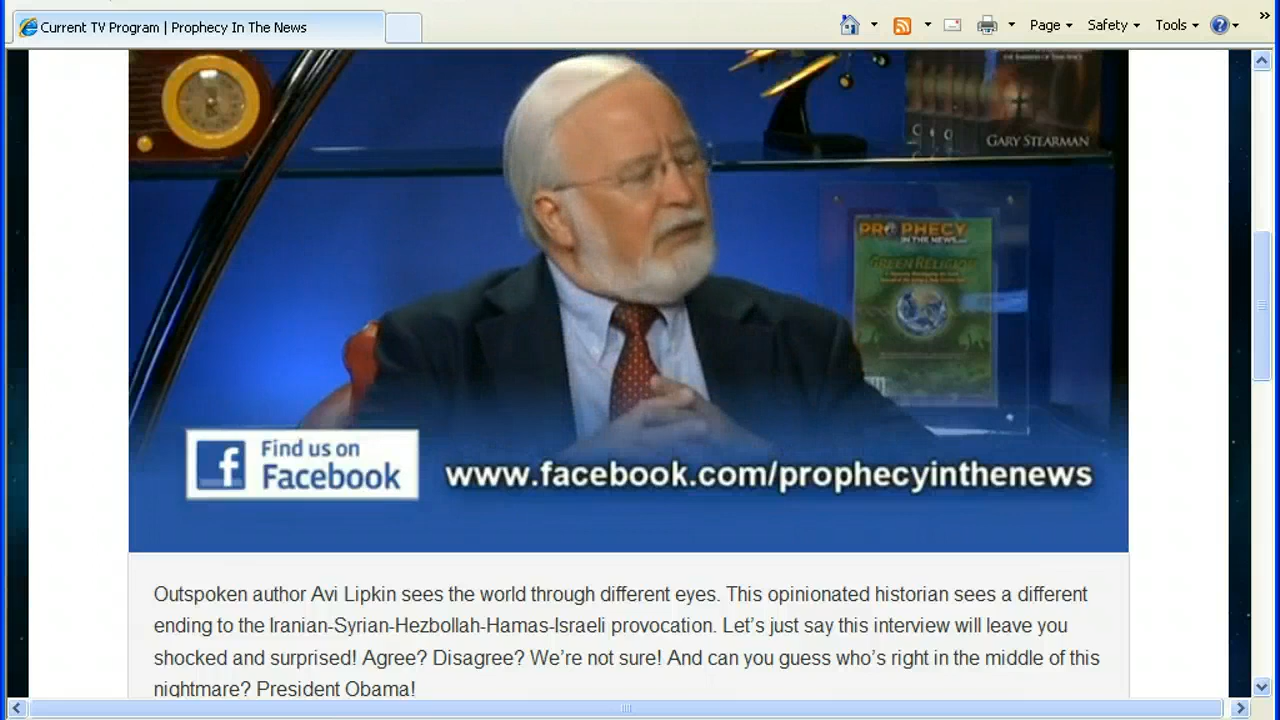 Current TV Program | Prophecy In The News
Page
Safety
Tools
GARY STEARMAN
PROPHECY
IN THE NEWS
GREEN RELIGION
Find us on
Facebook
www.facebook.com/prophecyinthenews
Outspoken author Avi Lipkin sees the world through different eyes. This opinionated historian sees a different
ending to the Iranian-Syrian-Hezbollah-Hamas-Israeli provocation. Let’s just say this interview will leave you
shocked and surprised! Agree? Disagree? We’re not sure! And can you guess who’s right in the middle of this
nightmare? President Obama!